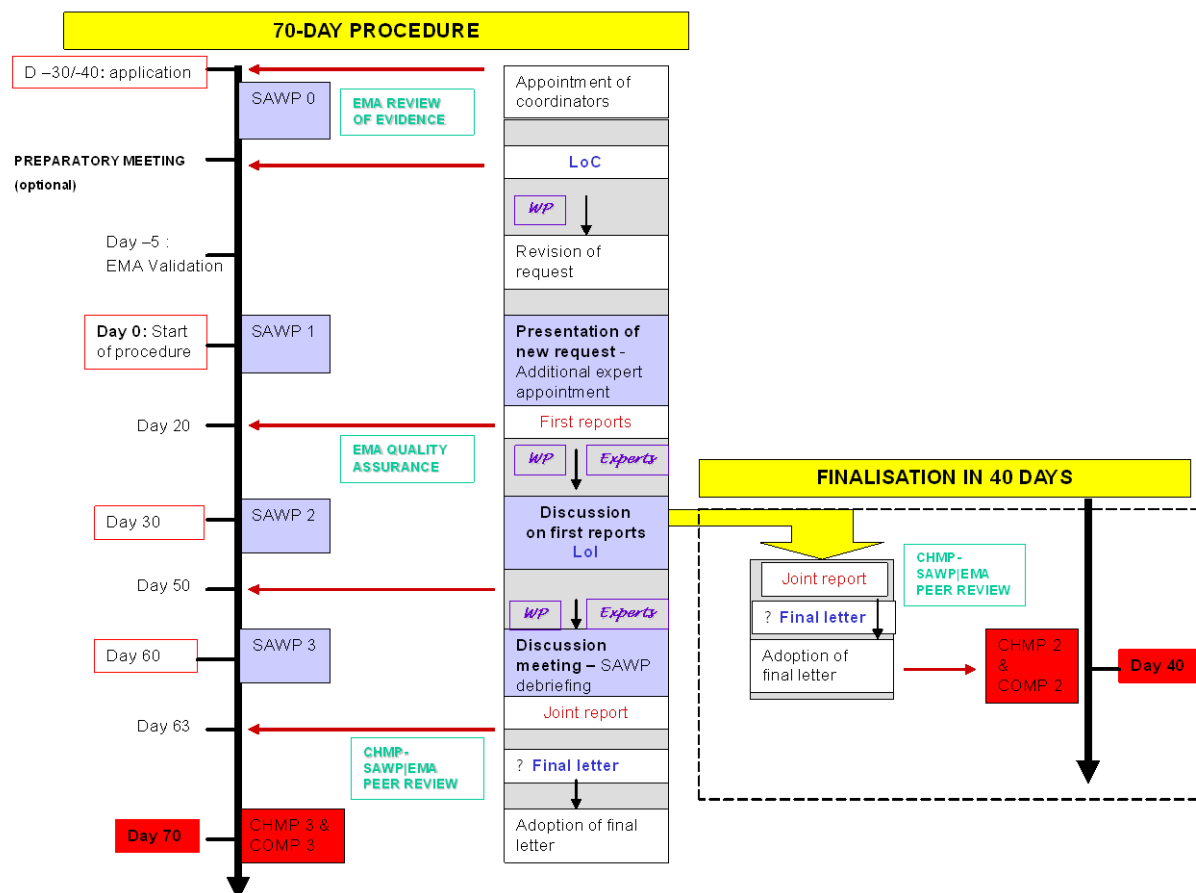 70-DAY PROCEDURE
D –30/-40: application
SAWP 0
EMA REVIEW
OF EVIDENCE
Appointment of
coordinators
PREPARATORY MEETING
(optional)
LoC
WP
Day –5 :
EMA Validation
Revision of
request
Day 0: Start
of procedure
SAWP 1
Presentation of
new request -
Additional expert
appointment
Day 20
First reports
EMA QUALITY
ASSURANCE
WP
Experts
Day 30
SAWP 2
Discussion
on first reports
LoI
Day 50
WP
Experts
Day 60
SAWP 3
Discussion
meeting – SAWP
debriefing
Day 63
Joint report
CHMP-
SAWP|EMA
PEER REVIEW
? Final letter
Day 70
CHMP 3 &
COMP 3
Adoption of final
letter
FINALISATION IN 40 DAYS
Joint report
CHMP-
SAWP|EMA
PEER REVIEW
? Final letter
Adoption of
final letter
CHMP 2
&
COMP 2
Day 40